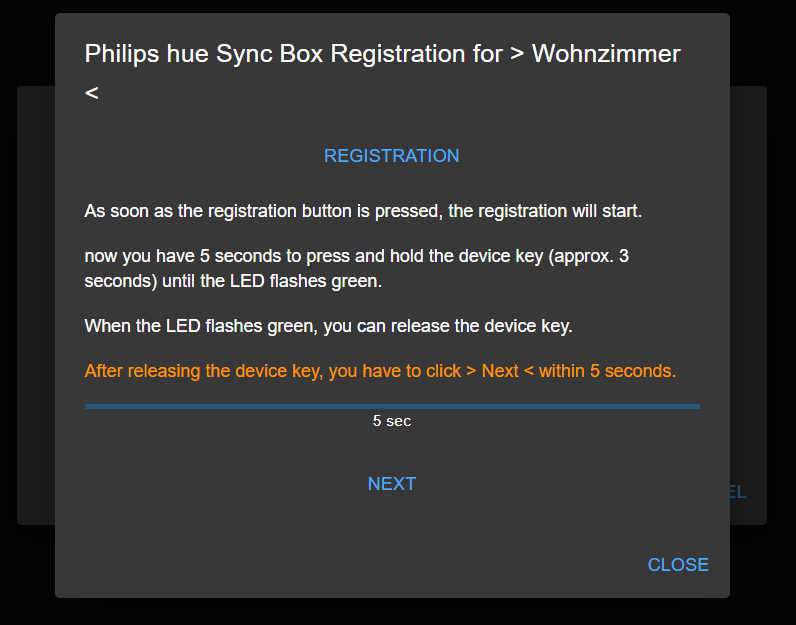 Philips hue Sync Box Registration for > Wohnzimmer
<
REGISTRATION
As soon as the registration button is pressed, the registration will start.
now you have 5 seconds to press and hold the device key (approx. 3
seconds) until the LED flashes green.
When the LED flashes green, you can release the device key.
After releasing the device key, you have to click > Next < within 5 seconds.
5 sec
NEXT
EL
CLOSE